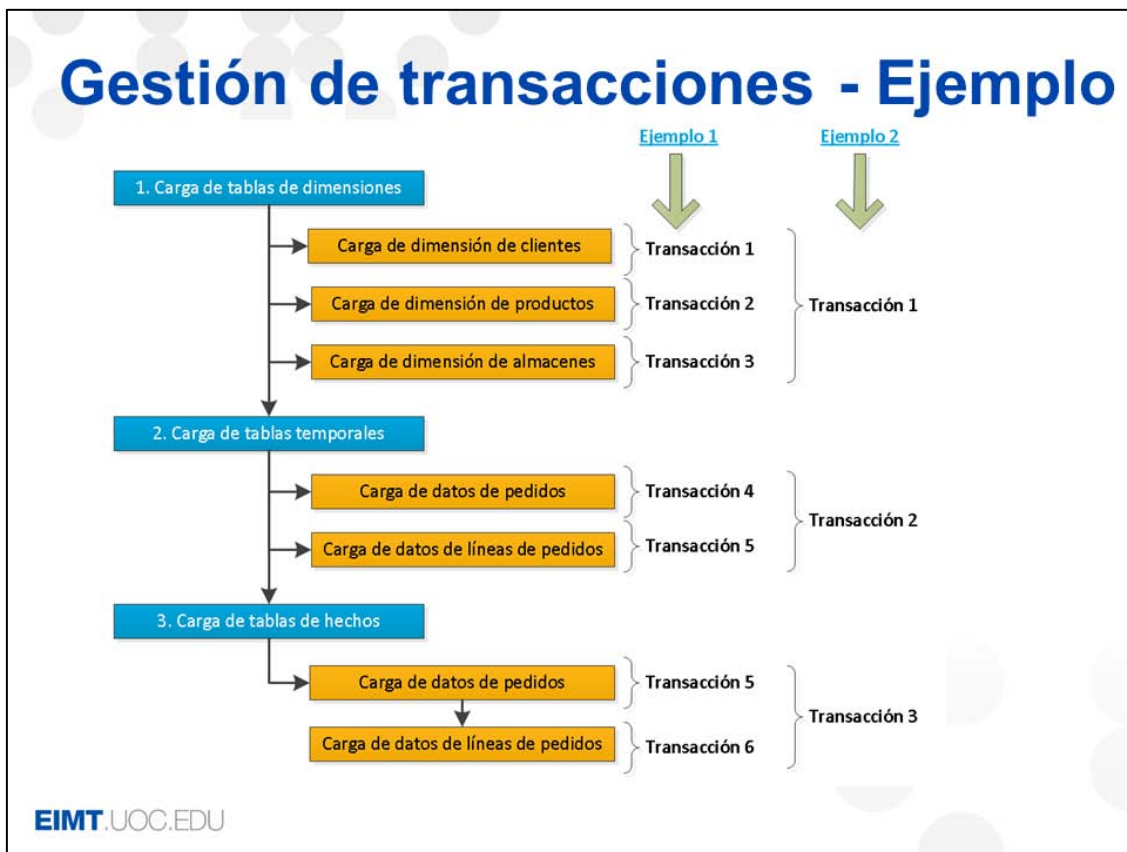 Gestión de transacciones - Ejemplo
Ejemplo 1
Ejemplo 2
1. Carga de tablas de dimensiones
Carga de dimensión de clientes
Transacción 1
Carga de dimensión de productos
Transacción 2
Transacción 1
Carga de dimensión de almacenes
Transacción 3
2. Carga de tablas temporales
Carga de datos de pedidos
Transacción 4
Transacción 2
Carga de datos de líneas de pedidos
Transacción 5
3. Carga de tablas de hechos
Carga de datos de pedidos
Transacción 5
Transacción 3
Carga de datos de líneas de pedidos
Transacción 6
EIMT.UOC.EDU